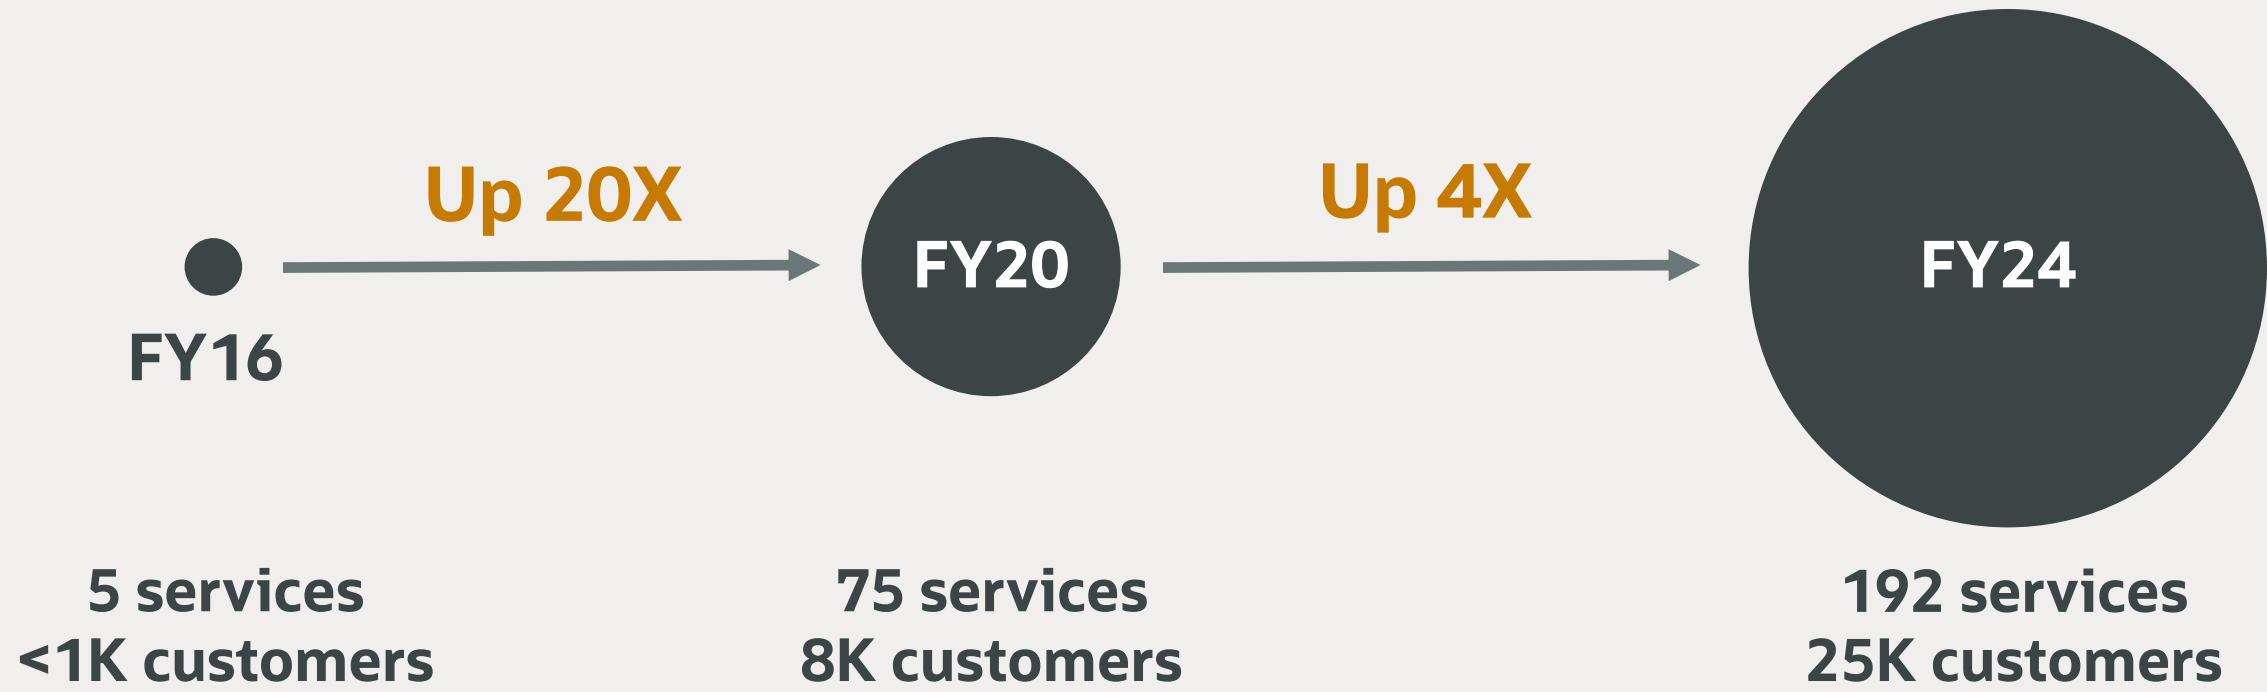 Up 20X
Up 4X
FY16
FY20
FY24
5 services
<1K customers
75 services
8K customers
192 services
25K customers